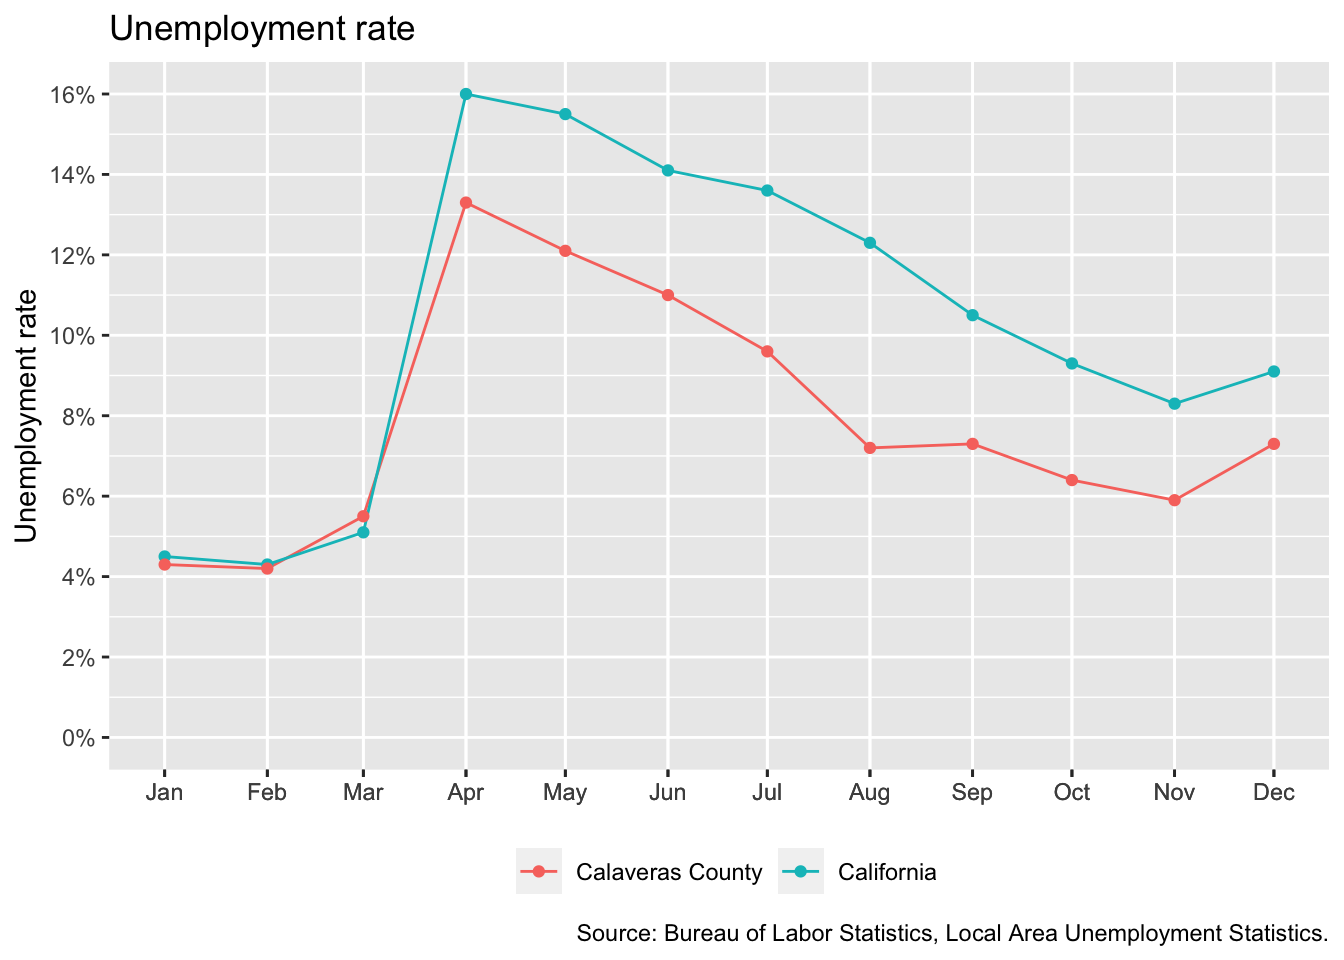 Unemployment rate
Unemployment rate
16%
14%
12%
10%
8%
6%
4%
2%
0%
Jan Feb Mar Apr May Jun Jul Aug Sep Oct Nov Dec
Calaveras County California
Source: Bureau of Labor Statistics, Local Area Unemployment Statistics.